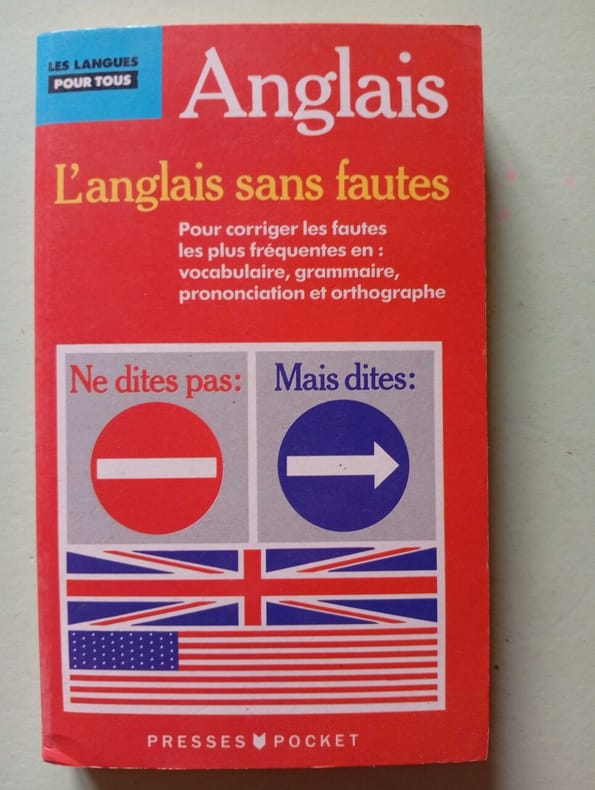 LES LANGUES
POUR TOUS
Anglais
L'anglais sans fautes
Pour corriger les fautes
les plus fréquentes en :
vocabulaire, grammaire,
prononciation et orthographe
Ne dites pas:
Mais dites:
PRESSES POCKET